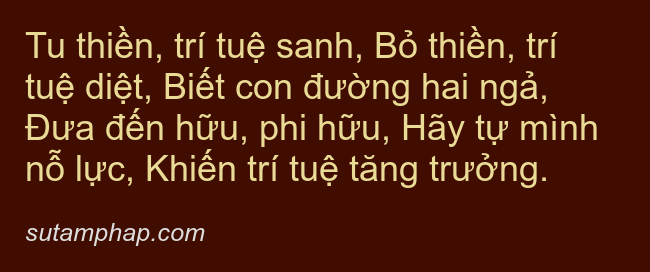 Tu thiền, trí tuệ sanh, Bỏ thiền, trí
tuệ diệt, Biết con đường hai ngả,
Đưa đến hữu, phi hữu, Hãy tự mình
nỗ lực, Khiến trí tuệ tăng trưởng.
sutamphap.com